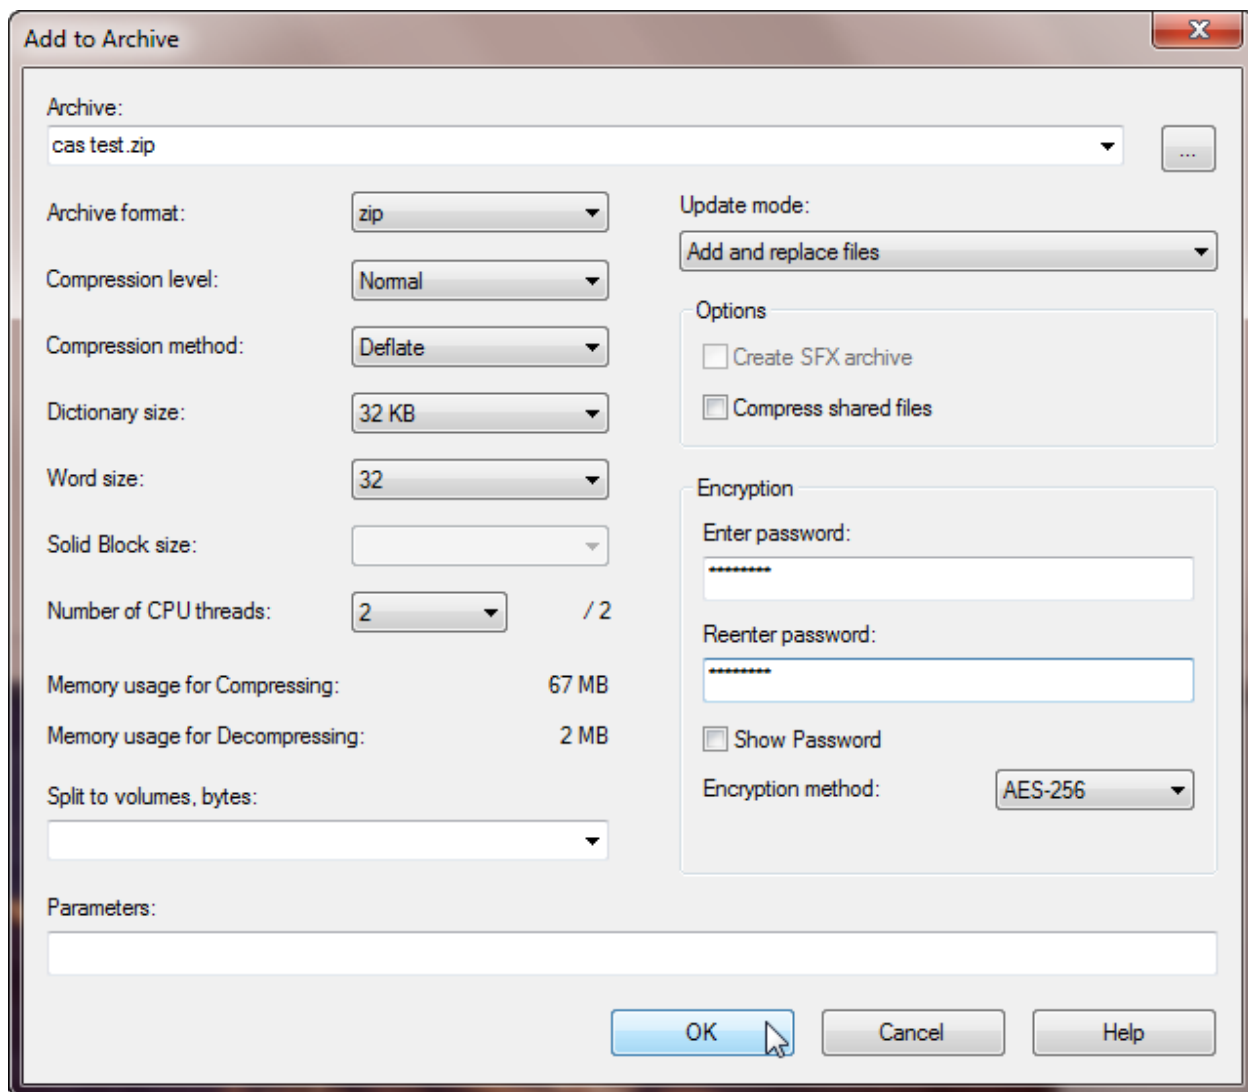 Add to Archive
Archive:
cas test.zip
...
Archive format:
zip
Compression level:
Normal
Compression method:
Deflate
Dictionary size:
32 KB
Word size:
32
Solid Block size:
Number of CPU threads:
2
/ 2
Memory usage for Compressing:
67 MB
Memory usage for Decompressing:
2 MB
Split to volumes, bytes:
Update mode:
Add and replace files
Options
Create SFX archive
Compress shared files
Encryption
Enter password:
********
Reenter password:
********
Show Password
Encryption method:
AES-256
Parameters:
OK
Cancel
Help